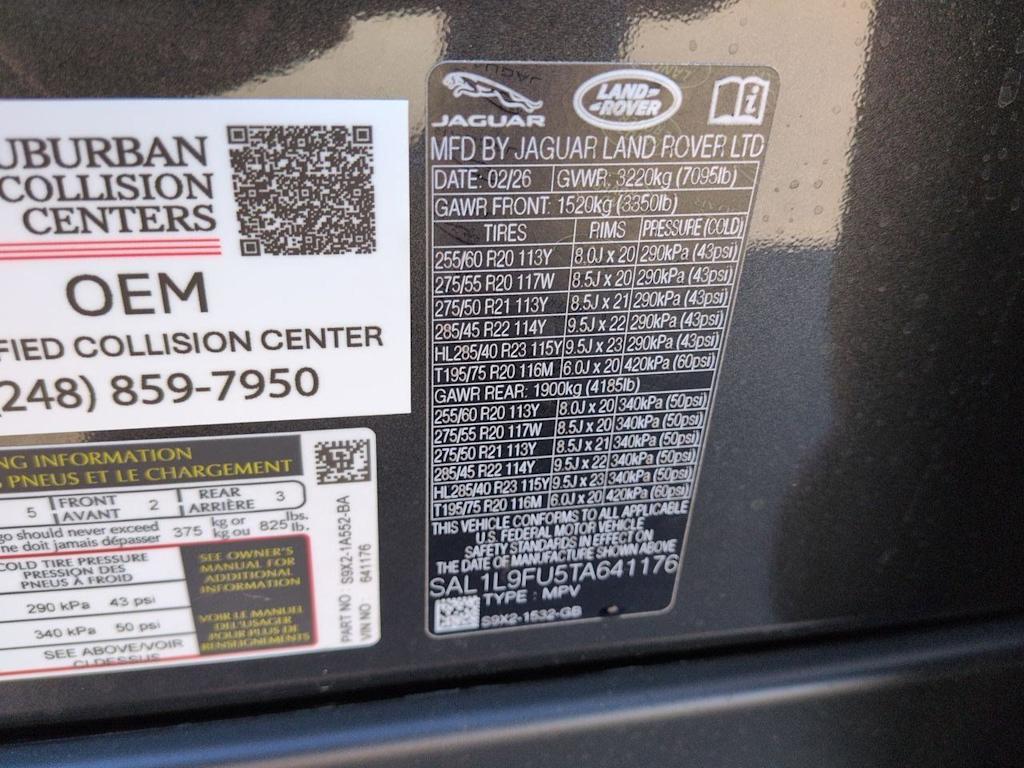 UBURBAN
COLLISION
CENTERS
OEM
FIED COLLISION CENTER
(248) 859-7950
NG INFORMATION
PNEUS ET LE CHARGEMENT
5 FRONT AVANT 2 REAR ARRIÈRE 3
go should never exceed 375 kg or 825 lbs.
ne doit jamais dépasser kg ou lb.
COLD TIRE PRESSURE
PRESSION DES
PNEUS À FROID
290 kPa 43 psi
340 kPa 50 psi
SEE ABOVE/VOIR
CI DESSUS
SEE OWNER'S
MANUAL FOR
ADDITIONAL
INFORMATION
VOIR LE MANUEL
DE L'USAGER
POUR PLUS DE
RENSEIGNEMENTS
PART NO : S9X2-1A552-BA
VIN NO : 641176
JAGUAR
LAND ROVER
MFD BY JAGUAR LAND ROVER LTD
DATE: 02/26 GVWR: 3220kg (7095lb)
GAWR FRONT: 1520kg (3350lb)
TIRES RIMS PRESSURE (COLD)
255/60 R20 113Y 8.0J x 20 290kPa (43psi)
275/55 R20 117W 8.5J x 20 290kPa (43psi)
275/50 R21 113Y 8.5J x 21 290kPa (43psi)
285/45 R22 114Y 9.5J x 22 290kPa (43psi)
HL285/40 R23 115Y 9.5J x 23 290kPa (43psi)
T195/75 R20 116M 6.0J x 20 420kPa (60psi)
GAWR REAR: 1900kg (4185lb)
255/60 R20 113Y 8.0J x 20 340kPa (50psi)
275/55 R20 117W 8.5J x 20 340kPa (50psi)
275/50 R21 113Y 8.5J x 21 340kPa (50psi)
285/45 R22 114Y 9.5J x 22 340kPa (50psi)
HL285/40 R23 115Y 9.5J x 23 340kPa (50psi)
T195/75 R20 116M 6.0J x 20 420kPa (60psi)
THIS VEHICLE CONFORMS TO ALL APPLICABLE
U.S. FEDERAL MOTOR VEHICLE
SAFETY STANDARDS IN EFFECT ON
THE DATE OF MANUFACTURE SHOWN ABOVE
SAL1L9FU5TA641176
TYPE : MPV
S9X2-1532-GB